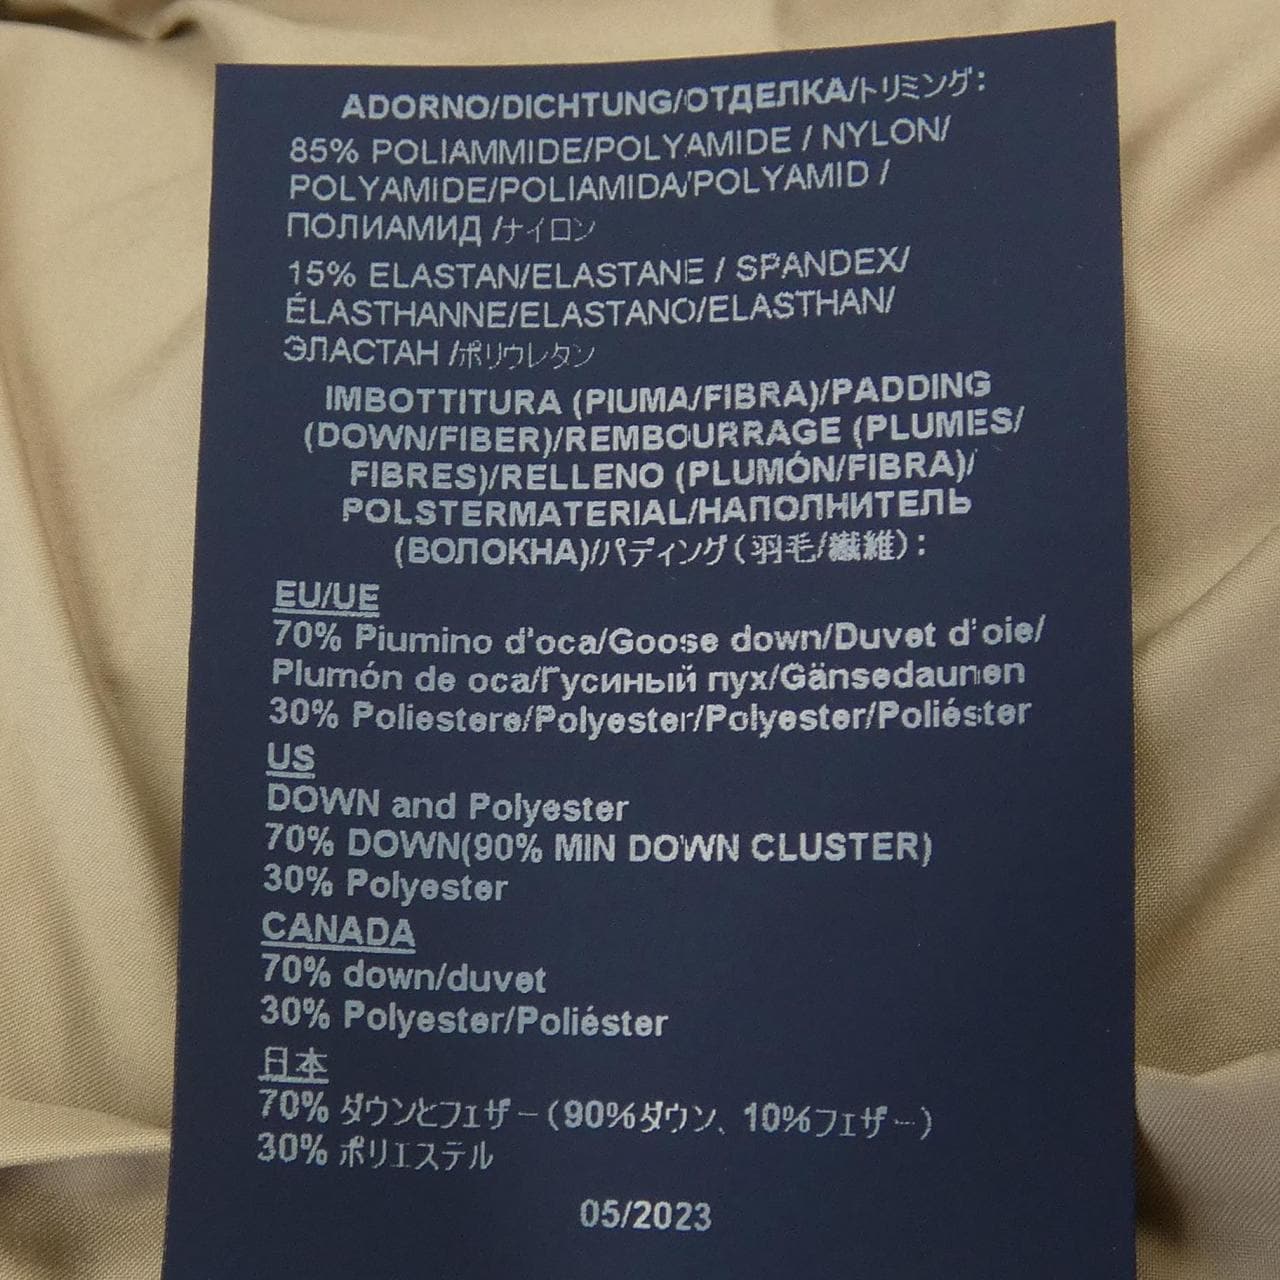 ADORNO/DICHTUNG/ОТДЕЛКА/トリミング:
85% POLIAMMIDE/POLYAMIDE / NYLON/
POLYAMIDE/POLIAMIDA/POLYAMID /
ПОЛИАМИД /ナイロン
15% ELASTAN/ELASTANE / SPANDEX/
ÉLASTHANNE/ELASTANO/ELASTHAN/
ЭЛАСТАН /ポリウレタン
IMBOTTITURA (PIUMA/FIBRA)/PADDING
(DOWN/FIBER)/REMBOURRAGE (PLUMES/
FIBRES)/RELLENO (PLUMÓN/FIBRA)/
POLSTERMATERIAL/НАПОЛНИТЕЛЬ
(ВОЛОКНА)/パディング(羽毛/繊維):
EU/UE
70% Piumino d'oca/Goose down/Duvet d'oie/
Plumón de oca/Гусиный пух/Gänsedaunen
30% Poliestere/Polyester/Polyester/Poliéster
US
DOWN and Polyester
70% DOWN(90% MIN DOWN CLUSTER)
30% Polyester
CANADA
70% down/duvet
30% Polyester/Poliéster
日本
70% ダウンとフェザー(90%ダウン、10%フェザー)
30% ポリエステル
05/2023